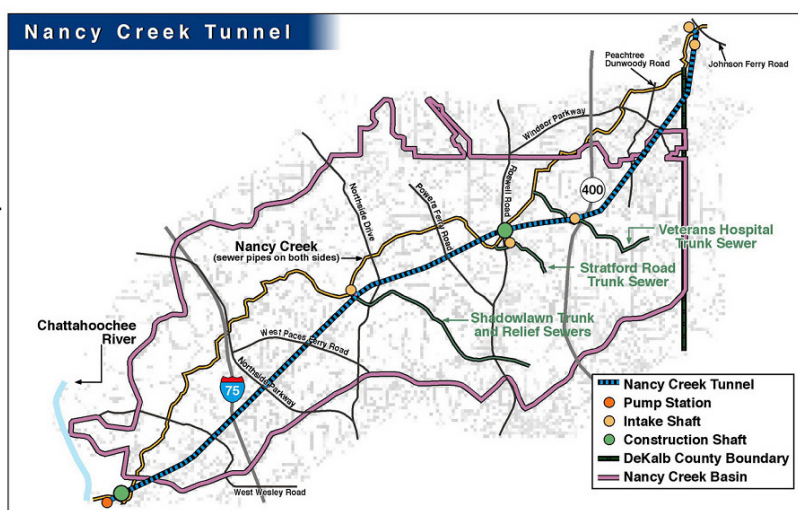 Nancy Creek Tunnel
Peachtree
Dunwoody Road
Johnson Ferry Road
Windsor Parkway
Roswell Road
400
Northside Drive
Powers Ferry Road
Nancy Creek
(sewer pipes on both sides)
Veterans Hospital
Trunk Sewer
Stratford Road
Trunk Sewer
Shadowlawn Trunk
and Relief Sewers
Chattahoochee
River
West Paces Ferry Road
Northside Parkway
75
West Wesley Road
Nancy Creek Tunnel
Pump Station
Intake Shaft
Construction Shaft
DeKalb County Boundary
Nancy Creek Basin